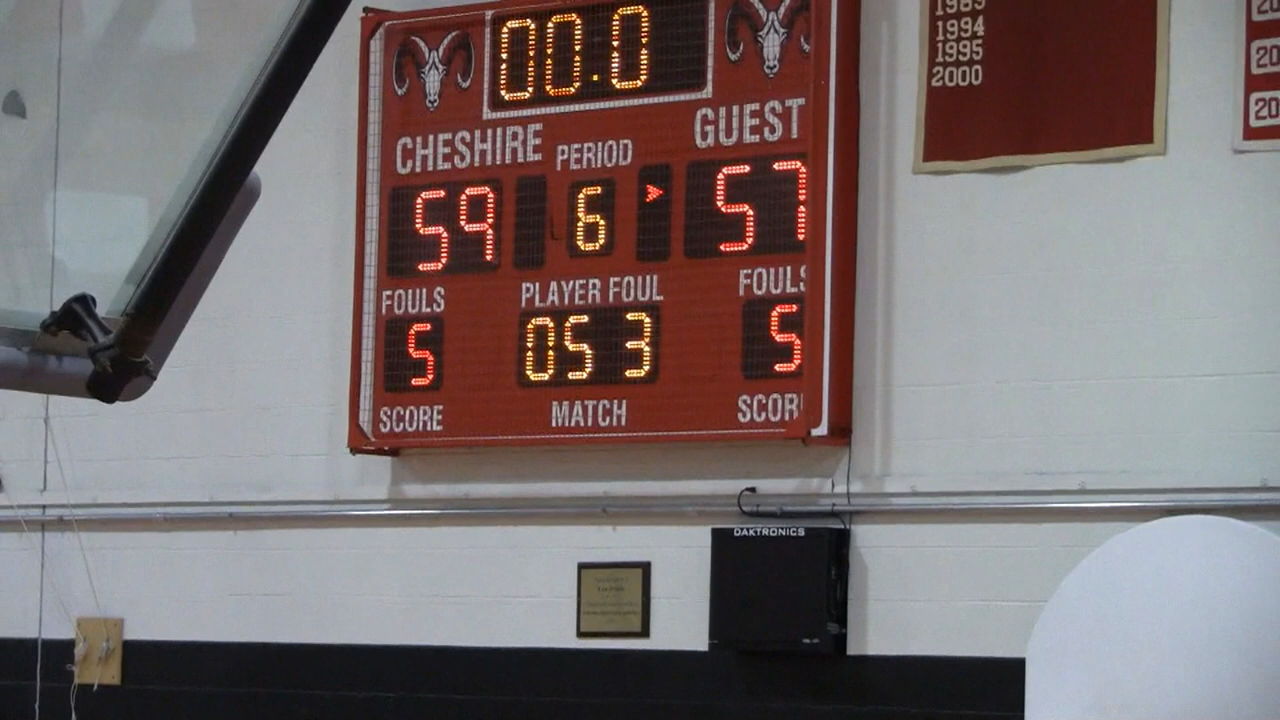 00.0
CHESHIRE
PERIOD
GUEST
59
6
57
FOULS
PLAYER FOUL
FOULS
5
05 3
5
SCORE
MATCH
SCOR
1989
1994
1995
2000
20
20
20
DAKTRONICS